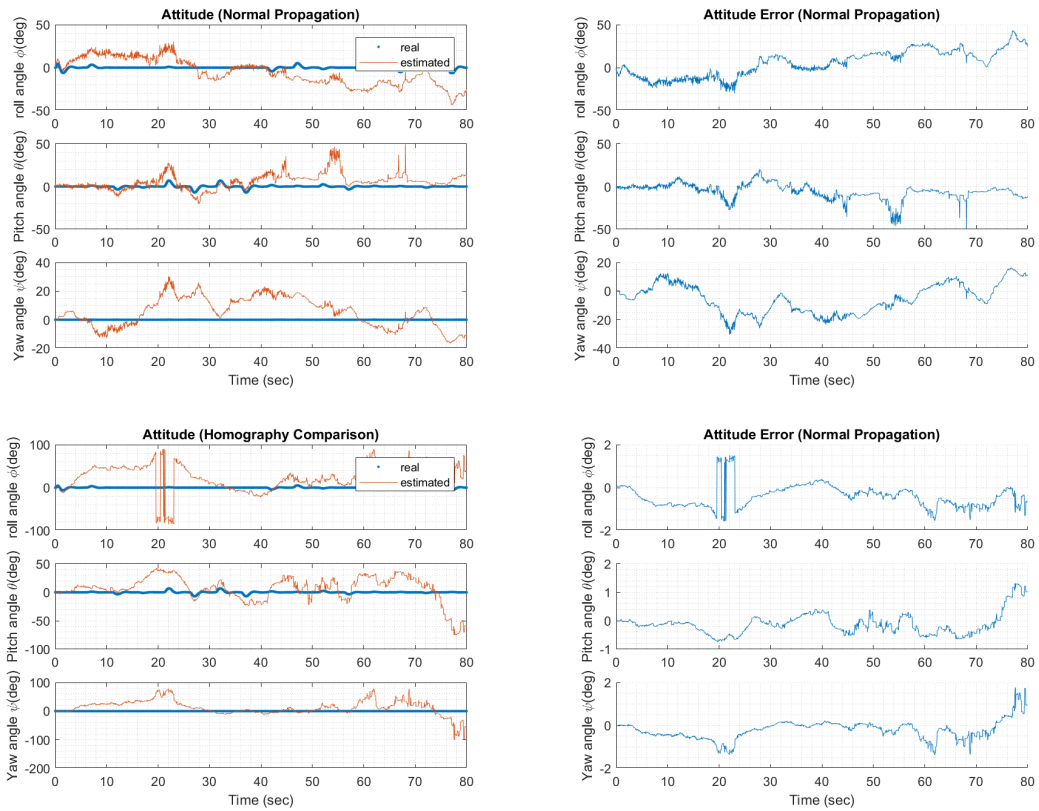 Attitude (Normal Propagation)
roll angle ϕ(deg)
50
0
-50
real
estimated
0 10 20 30 40 50 60 70 80
Pitch angle θ(deg)
50
0
-50
0 10 20 30 40 50 60 70 80
Yaw angle ψ(deg)
40
20
0
-20
0 10 20 30 40 50 60 70 80
Time (sec)
Attitude Error (Normal Propagation)
roll angle ϕ(deg)
50
0
-50
0 10 20 30 40 50 60 70 80
Pitch angle θ(deg)
50
0
-50
0 10 20 30 40 50 60 70 80
Yaw angle ψ(deg)
20
0
-20
-40
0 10 20 30 40 50 60 70 80
Time (sec)
Attitude (Homography Comparison)
roll angle ϕ(deg)
100
0
-100
real
estimated
0 10 20 30 40 50 60 70 80
Pitch angle θ(deg)
50
0
-50
-100
0 10 20 30 40 50 60 70 80
Yaw angle ψ(deg)
100
0
-100
-200
0 10 20 30 40 50 60 70 80
Time (sec)
Attitude Error (Normal Propagation)
roll angle ϕ(deg)
2
0
-2
0 10 20 30 40 50 60 70 80
Pitch angle θ(deg)
2
1
0
-1
0 10 20 30 40 50 60 70 80
Yaw angle ψ(deg)
2
0
-2
0 10 20 30 40 50 60 70 80
Time (sec)